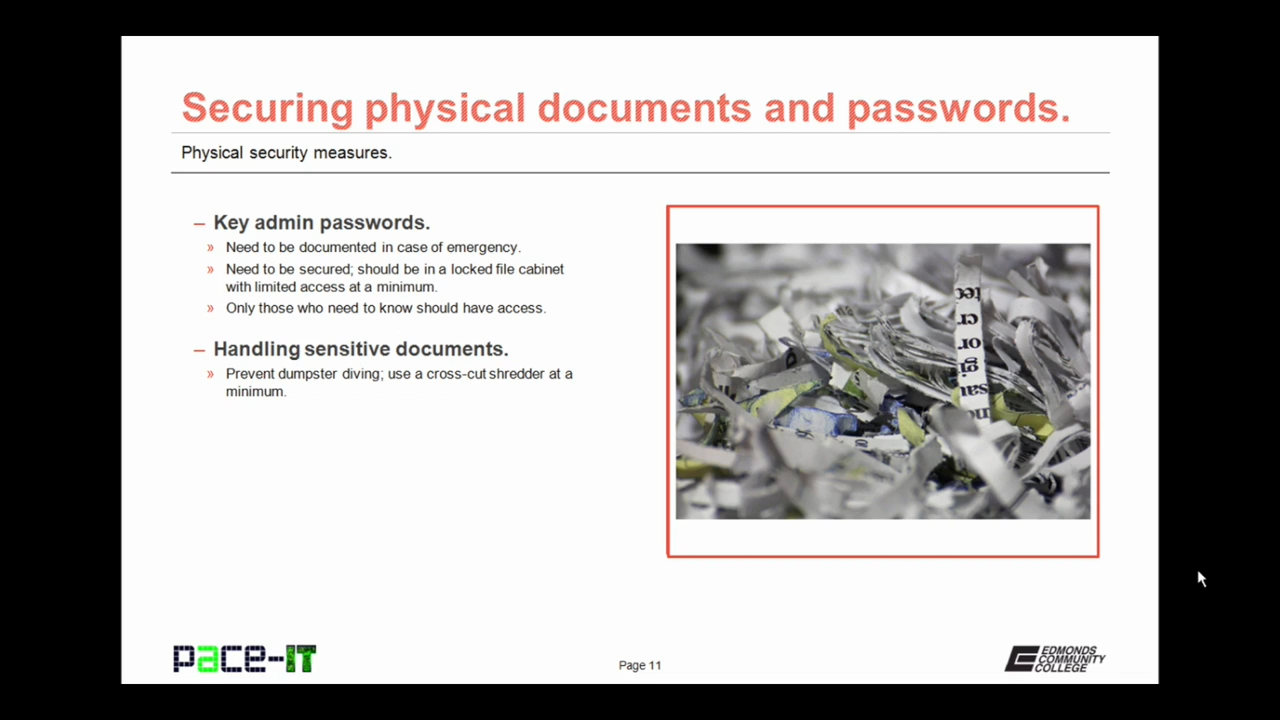 Securing physical documents and passwords.
Physical security measures.
– Key admin passwords.
» Need to be documented in case of emergency.
» Need to be secured; should be in a locked file cabinet
with limited access at a minimum.
» Only those who need to know should have access.
– Handling sensitive documents.
» Prevent dumpster diving; use a cross-cut shredder at a
minimum.
pace-IT
Page 11
EDMONDS
COMMUNITY
COLLEGE